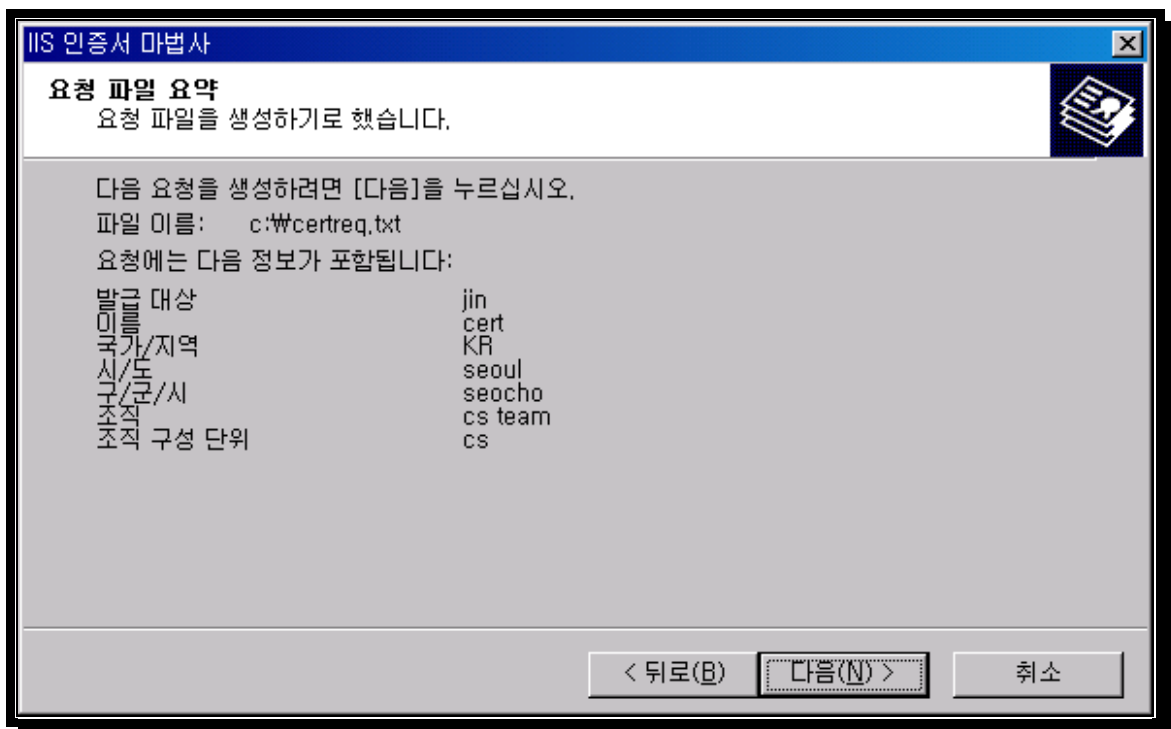 IIS 인증서 마법사
요청 파일 요약
요청 파일을 생성하기로 했습니다.
다음 요청을 생성하려면 [다음]을 누르십시오.
파일 이름: c:₩certreq.txt
요청에는 다음 정보가 포함됩니다:
발급 대상 jin
이름 cert
국가/지역 KR
시/도 seoul
구/군/시 seocho
조직 cs team
조직 구성 단위 cs
< 뒤로(B) 다음(N) > 취소